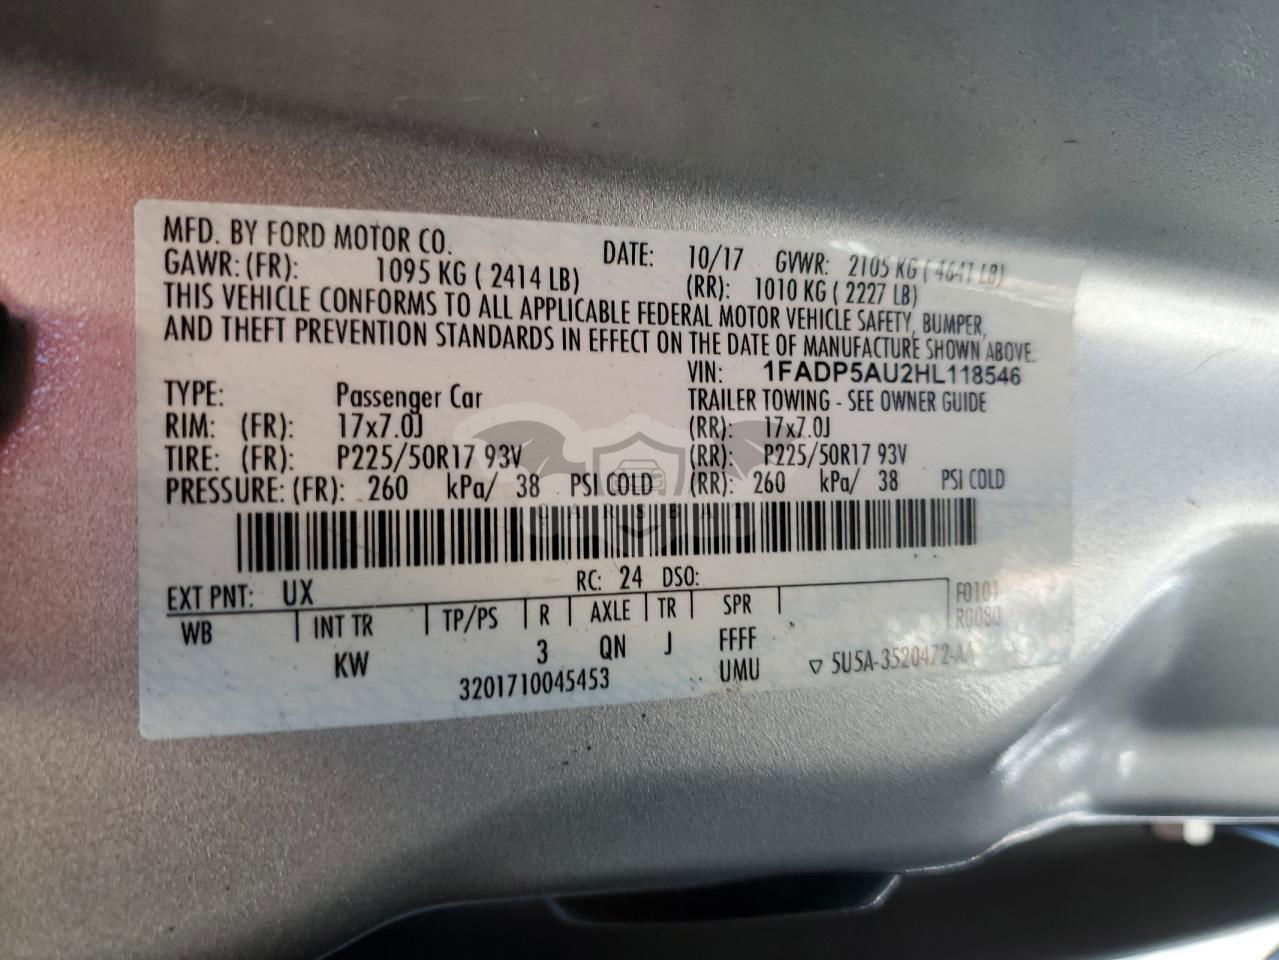 MFD. BY FORD MOTOR CO. DATE: 10/17 GVWR: 2105 KG ( 4641 LB)
GAWR: (FR): 1095 KG ( 2414 LB) (RR): 1010 KG ( 2227 LB)
THIS VEHICLE CONFORMS TO ALL APPLICABLE FEDERAL MOTOR VEHICLE SAFETY, BUMPER,
AND THEFT PREVENTION STANDARDS IN EFFECT ON THE DATE OF MANUFACTURE SHOWN ABOVE.
VIN: 1FADP5AU2HL118546
TYPE: Passenger Car TRAILER TOWING - SEE OWNER GUIDE
RIM: (FR): 17x7.0J (RR): 17x7.0J
TIRE: (FR): P225/50R17 93V (RR): P225/50R17 93V
PRESSURE: (FR): 260 kPa/ 38 PSI COLD (RR): 260 kPa/ 38 PSI COLD
CARSBAT
EXT PNT: UX RC: 24 DSO:
WB INT TR TP/PS R AXLE TR SPR F0101
R0080
KW 3 QN J FFFF
UMU
3201710045453
▽ 5U5A-3520472-AA